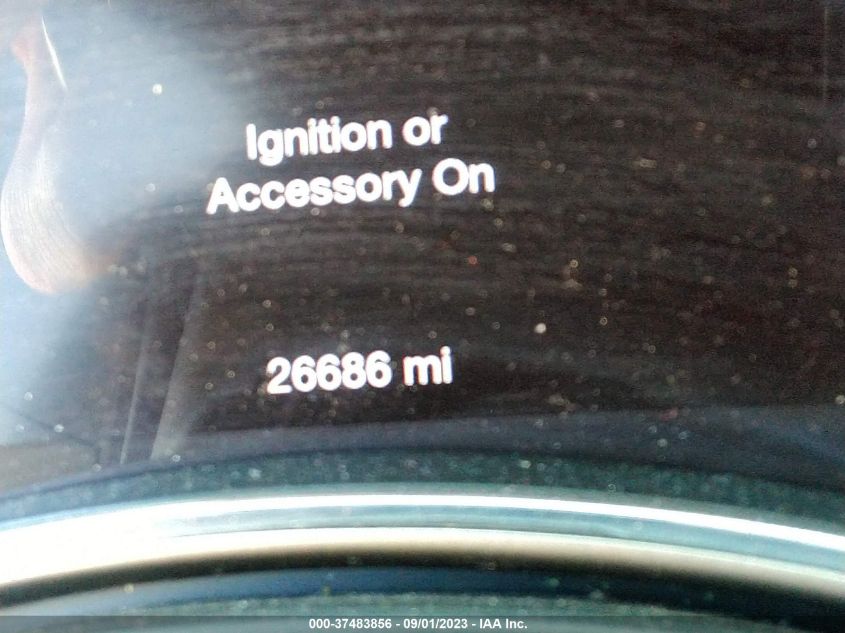 Ignition or
Accessory On
26686 mi
000-37483856 - 09/01/2023 - IAA Inc.